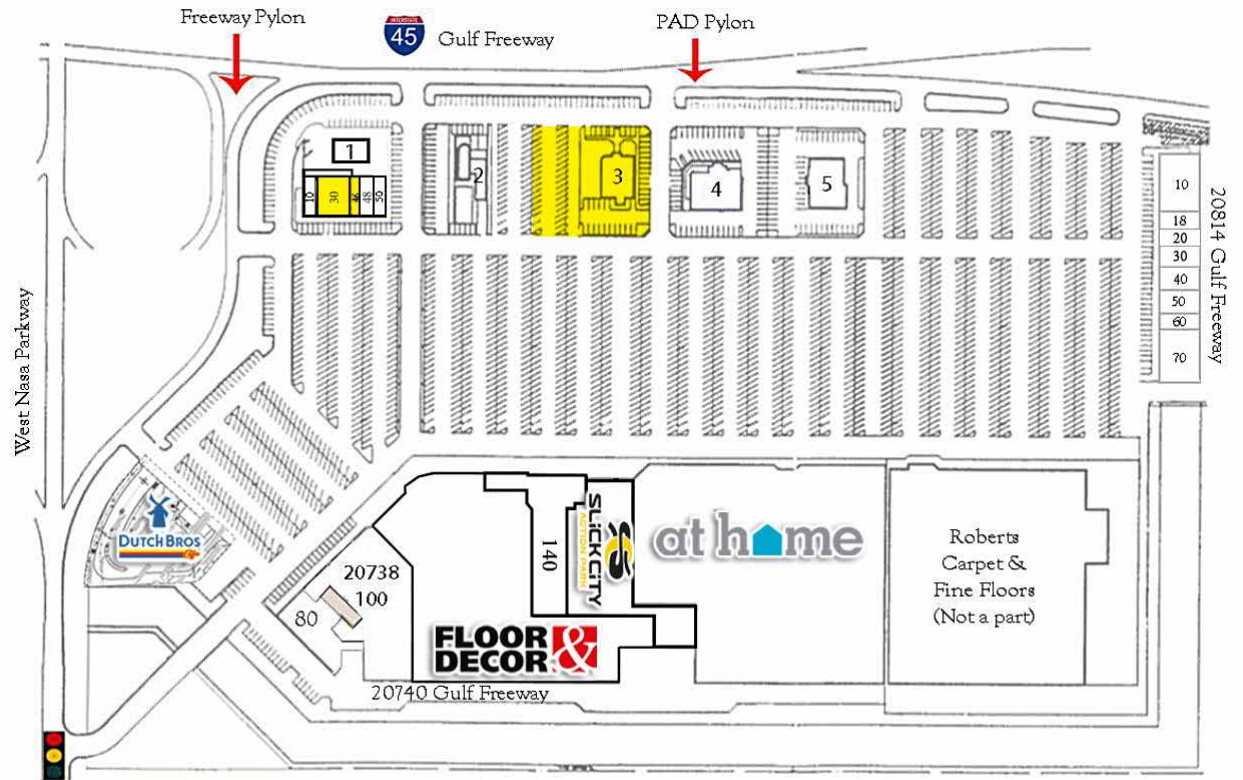 Freeway Pylon
INTERSTATE
45
Gulf Freeway
PAD Pylon
1
10
30
46
48
50
2
3
4
5
10
18
20
30
40
50
60
70
20814 Gulf Freeway
West Nasa Parkway
DUTCH BROS
20738
100
80
140
SLICK CITY
ACTION PARK
at home
Roberts
Carpet &
Fine Floors
(Not a part)
FLOOR &
DECOR
20740 Gulf Freeway